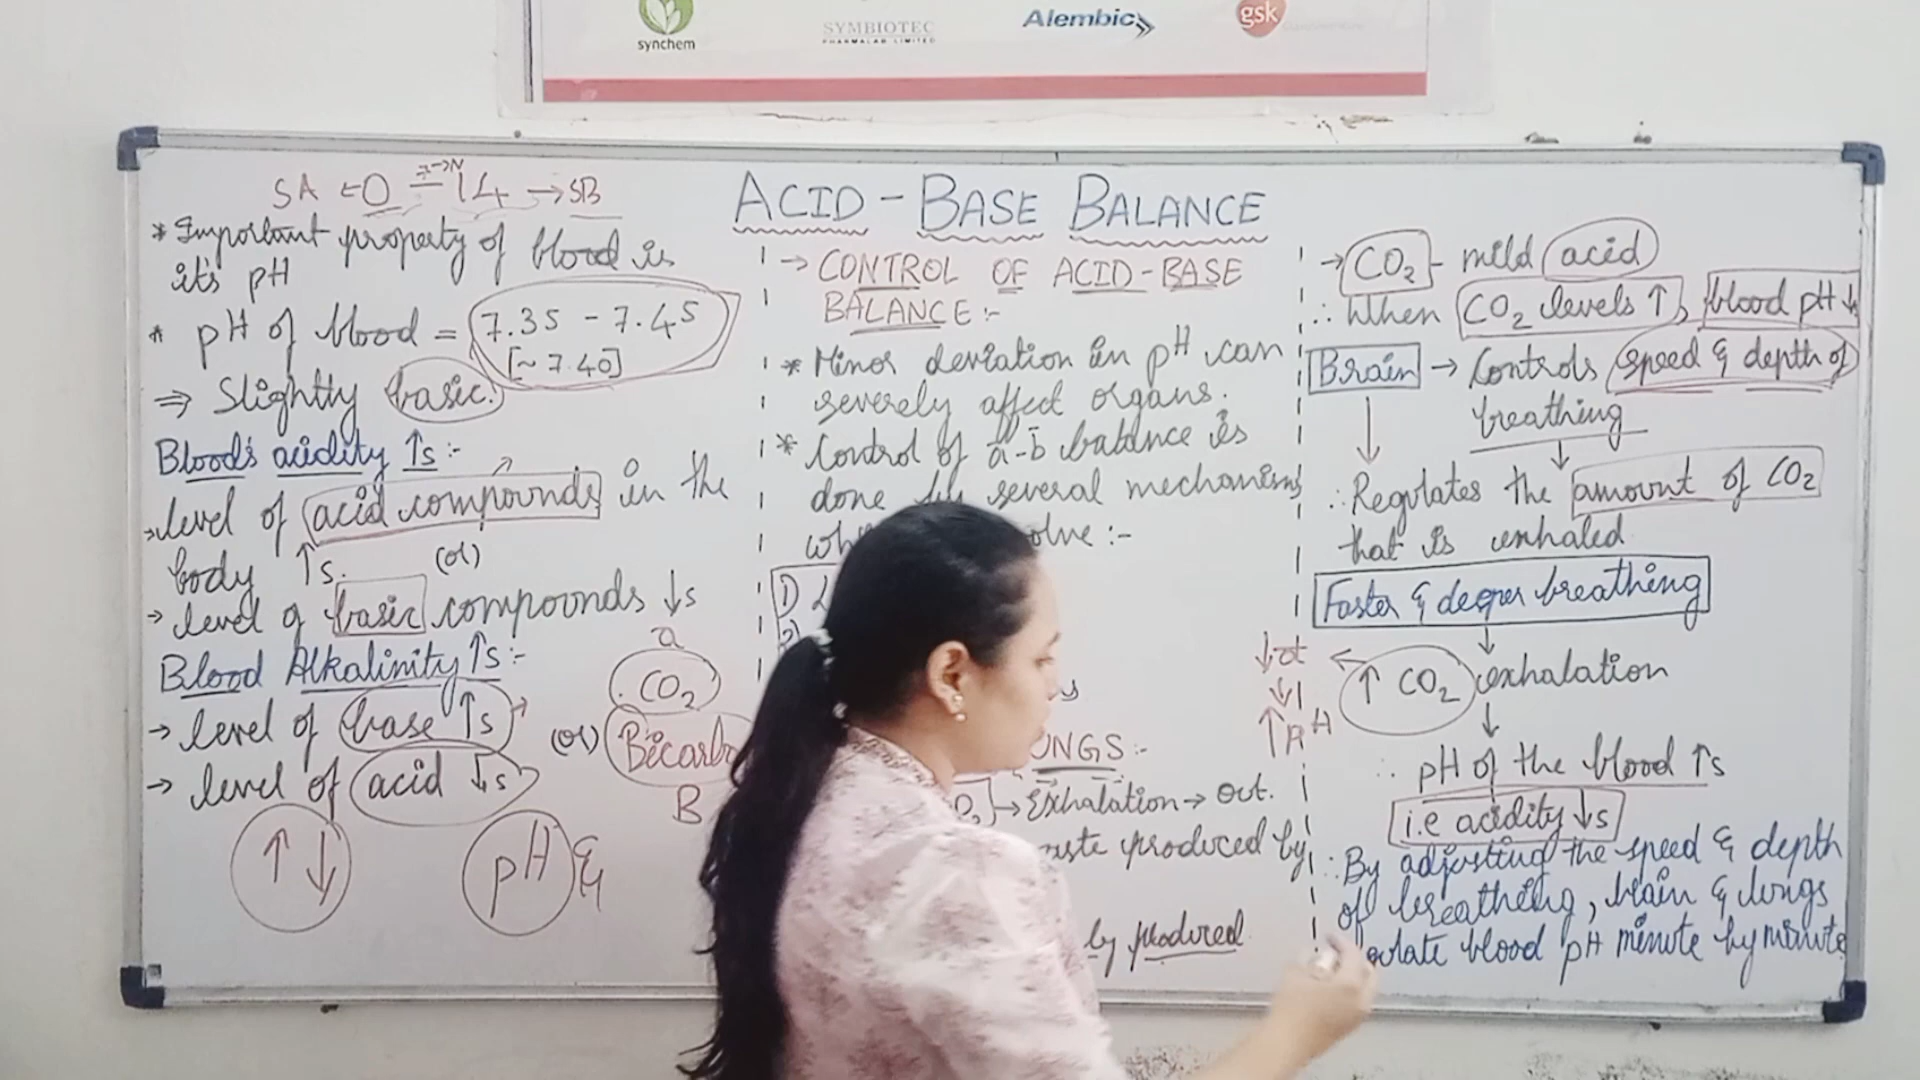 synchem
SYMBIOTEC
PHARMALAB LIMITED
Alembic
gsk
ACID-BASE BALANCE
SA ← 0 - 14 → SB
7 → N
* Important property of blood is
it's pH
* pH of blood = 7.35 - 7.45
[~ 7.40]
⇒ Slightly basic.
Blood's acidity ↑s :-
→ level of acid compounds in the
body ↑s. (or)
→ level of basic compounds ↓s
Blood Alkalinity ↑s :-
→ level of base ↑s
(or)
→ level of acid ↓s
a
CO2
B
↑ ↓
pH &
→ CONTROL OF ACID-BASE
BALANCE :-
* Minor deviation in pH can
severely affect organs.
* Control of a-b balance is
done by several mechanisms
:-
1)
:-
→ Exhalation → out.
produced by
by produced
→ CO2 - mild acid
∴ When CO2 levels ↑, blood pH ↓
Brain → Controls speed & depth of
breathing
↓ ↓
∴ Regulates the amount of CO2
that is exhaled
Faster & deeper breathing
↓
↑ CO2 exhalation
↓
↑ pH
∴ pH of the blood ↑s
i.e acidity ↓s
∴ By adjusting the speed & depth
of breathing, brain & lungs
blood pH minute by minute